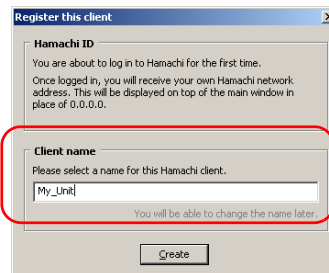 Register this client
Hamachi ID
You are about to log in to Hamachi for the first time.
Once logged in, you will receive your own Hamachi network
address. This will be displayed on top of the main window in
place of 0.0.0.0.
Client name
Please select a name for this Hamachi client.
My_Unit
You will be able to change the name later.
Create